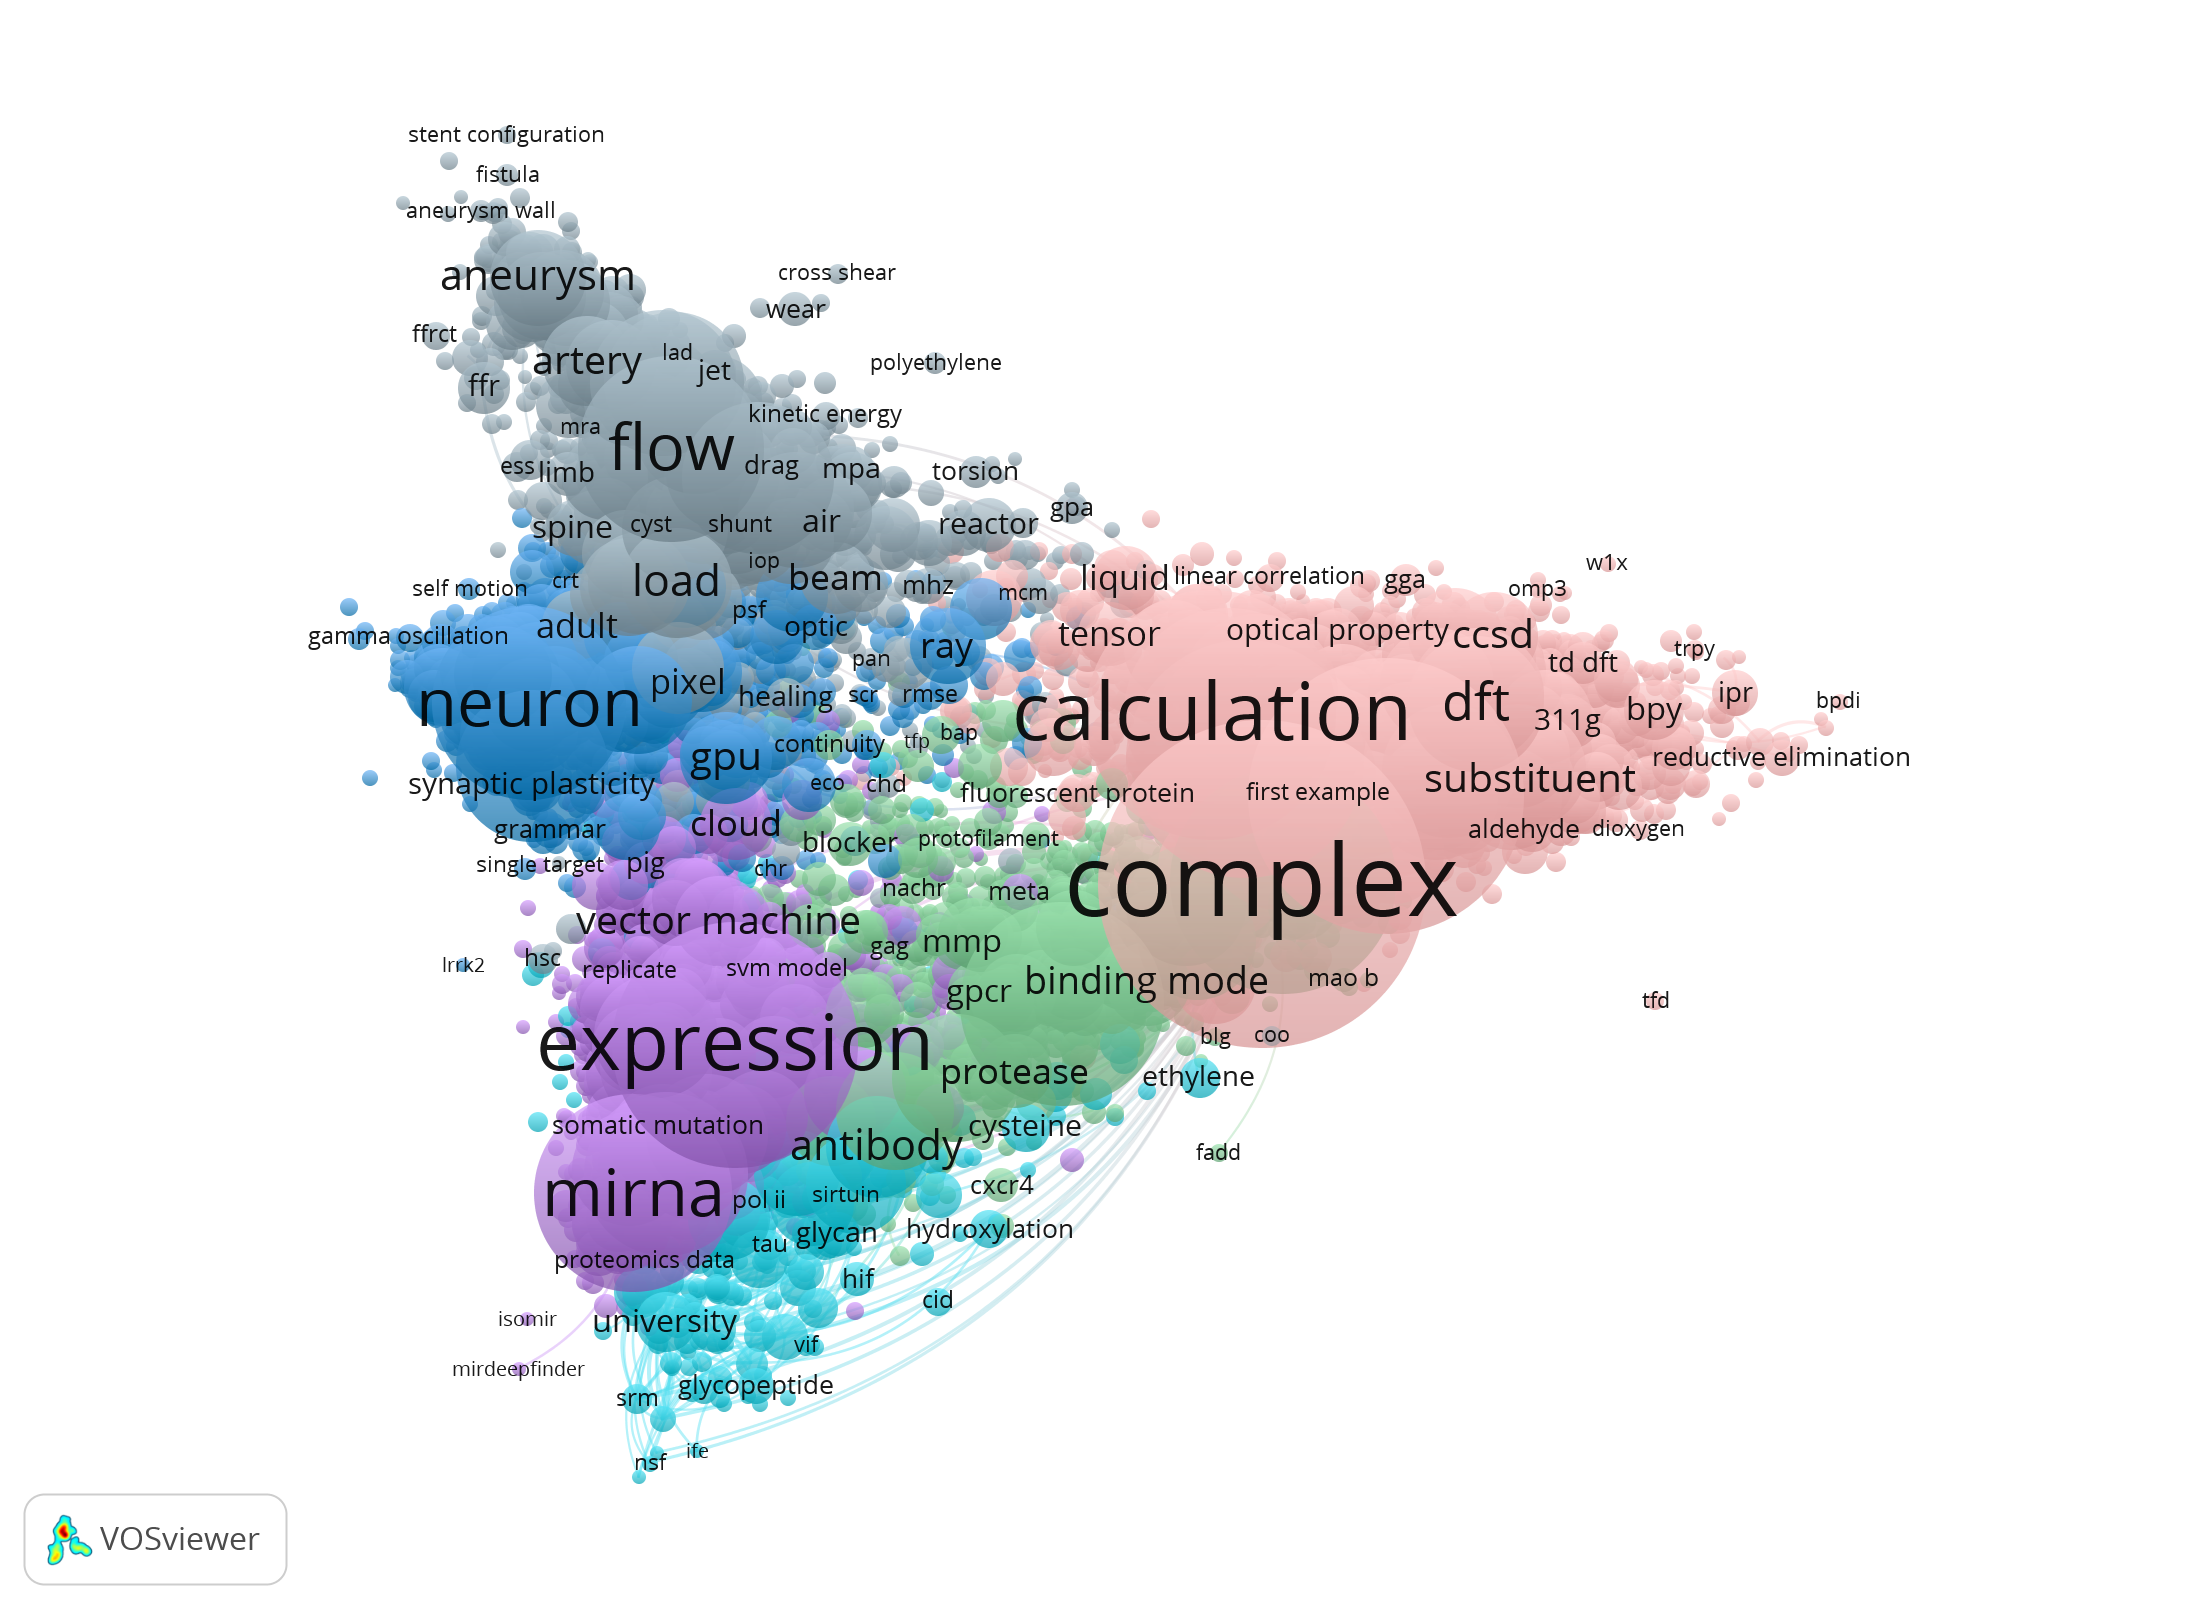 stent configuration
fistula
aneurysm wall
aneurysm
cross shear
wear
ffrct
artery
lad
jet
polyethylene
ffr
kinetic energy
mra
flow
ess
limb
drag
mpa
torsion
gpa
spine
cyst
shunt
air
reactor
iop
self motion
crt
load
beam
mhz
mcm
liquid
linear correlation
gga
omp3
w1x
gamma oscillation
adult
psf
optic
ray
tensor
optical property
ccsd
pan
td dft
trpy
neuron
pixel
healing
scr
rmse
calculation
dft
311g
bpy
ipr
bpdi
gpu
continuity
tfp
bap
reductive elimination
synaptic plasticity
eco
chd
fluorescent protein
first example
substituent
grammar
cloud
blocker
protofilament
aldehyde
dioxygen
single target
pig
chr
nachr
meta
complex
vector machine
gag
mmp
lrrk2
hsc
replicate
svm model
gpcr
binding mode
mao b
tfd
expression
blg
coo
protease
ethylene
somatic mutation
antibody
cysteine
fadd
mirna
pol ii
sirtuin
cxcr4
glycan
hydroxylation
proteomics data
tau
hif
cid
isomir
university
vif
mirdeepfinder
srm
glycopeptide
nsf
ife
VOSviewer